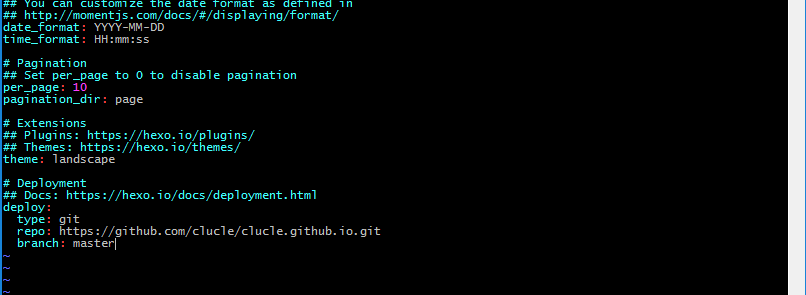 ## You can customize the date format as defined in
## http://momentjs.com/docs/#/displaying/format/
date_format: YYYY-MM-DD
time_format: HH:mm:ss
# Pagination
## Set per_page to 0 to disable pagination
per_page: 10
pagination_dir: page
# Extensions
## Plugins: https://hexo.io/plugins/
## Themes: https://hexo.io/themes/
theme: landscape
# Deployment
## Docs: https://hexo.io/docs/deployment.html
deploy:
  type: git
  repo: https://github.com/clucle/clucle.github.io.git
  branch: master
~
~
~
~